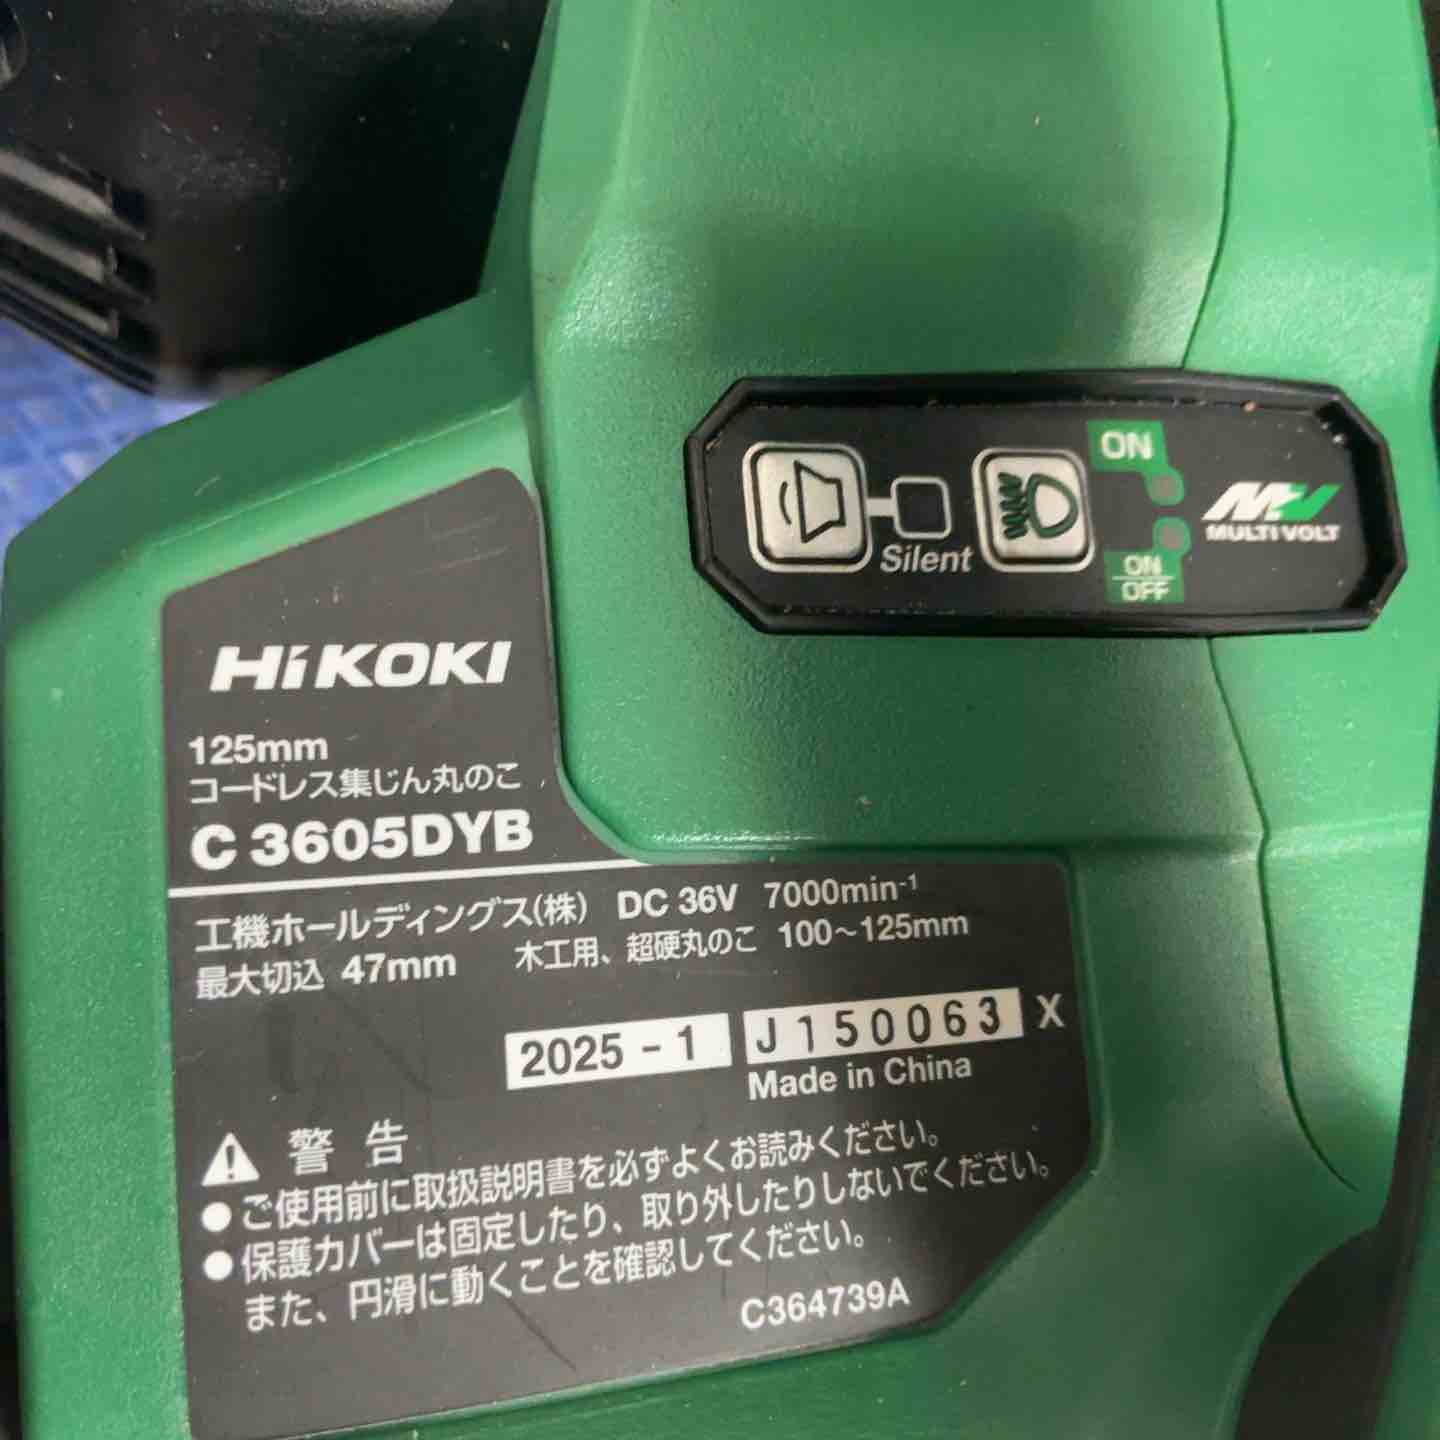 ON
Silent
MULTI VOLT
ON
OFF
HiKOKI
125mm
コードレス集じん丸のこ
C 3605DYB
工機ホールディングス(株) DC 36V 7000min-1
最大切込 47mm 木工用、超硬丸のこ 100~125mm
2025 - 1 J150063 X
Made in China
警告
●ご使用前に取扱説明書を必ずよくお読みください。
●保護カバーは固定したり、取り外したりしないでください。
また、円滑に動くことを確認してください。
C364739A